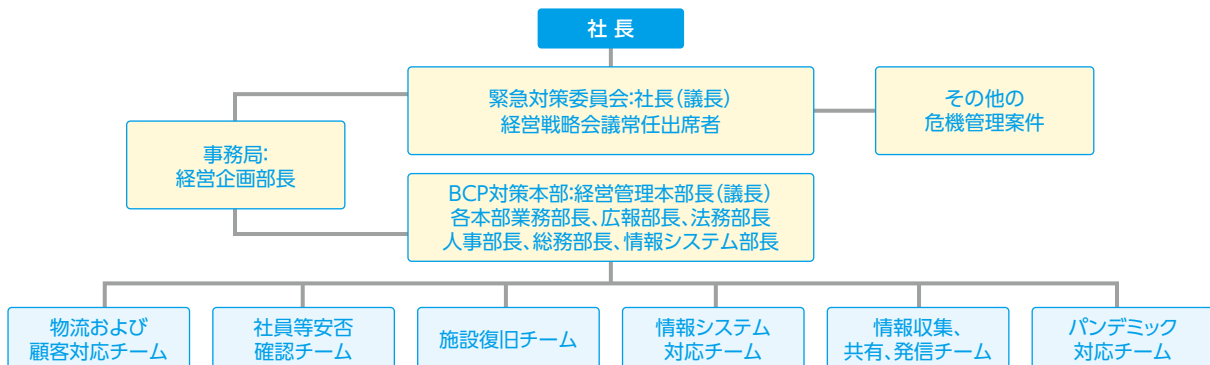 社 長
緊急対策委員会:社長(議長)
経営戦略会議常任出席者
その他の
危機管理案件
事務局:
経営企画部長
BCP対策本部:経営管理本部長(議長)
各本部業務部長、広報部長、法務部長
人事部長、総務部長、情報システム部長
物流および
顧客対応チーム
社員等安否
確認チーム
施設復旧チーム
情報システム
対応チーム
情報収集、
共有、発信チーム
パンデミック
対応チーム